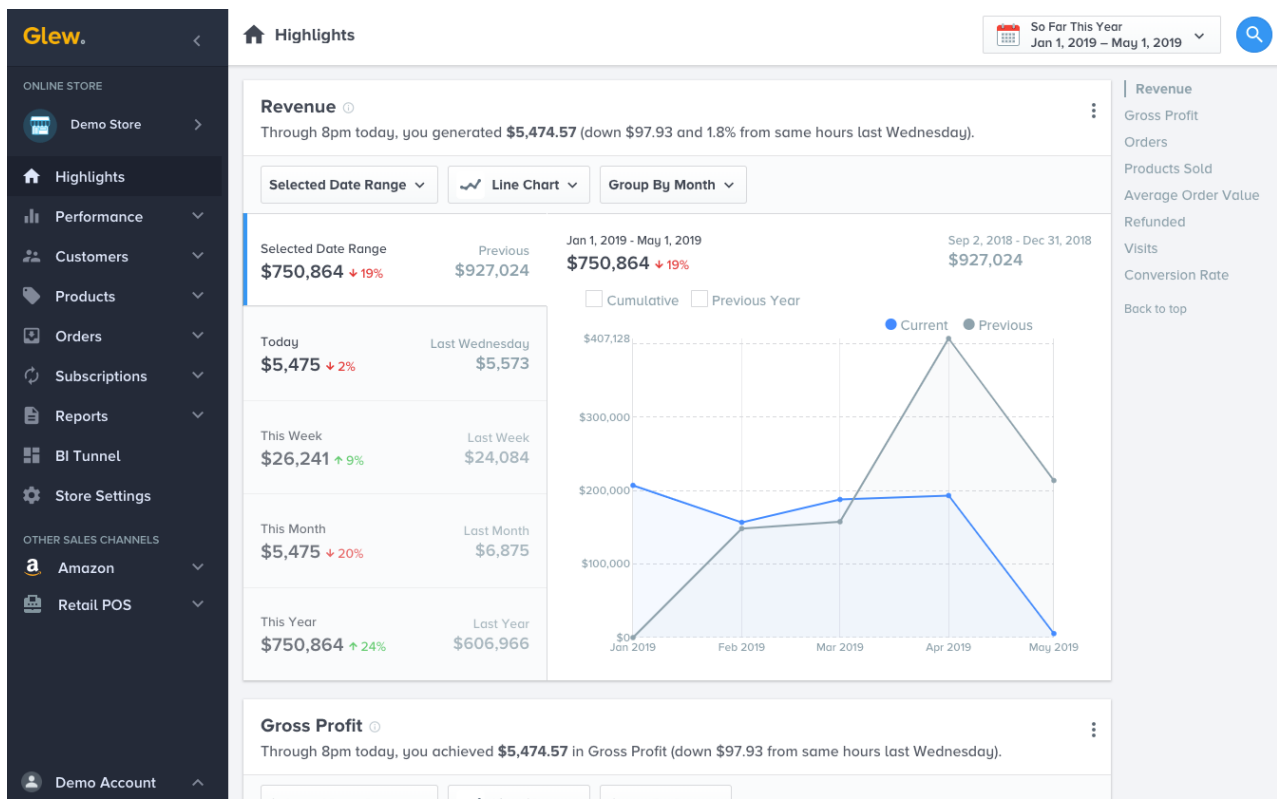 Glew.
ONLINE STORE
Demo Store
Highlights
Performance
Customers
Products
Orders
Subscriptions
Reports
BI Tunnel
Store Settings
OTHER SALES CHANNELS
a Amazon
Retail POS
Demo Account
Highlights
So Far This Year
Jan 1, 2019 – May 1, 2019
Revenue
Through 8pm today, you generated $5,474.57 (down $97.93 and 1.8% from same hours last Wednesday).
Selected Date Range Line Chart Group By Month
Selected Date Range Previous
$750,864 19% $927,024
Today Last Wednesday
$5,475 2% $5,573
This Week Last Week
$26,241 9% $24,084
This Month Last Month
$5,475 20% $6,875
This Year Last Year
$750,864 24% $606,966
Jan 1, 2019 - May 1, 2019 Sep 2, 2018 - Dec 31, 2018
$750,864 19% $927,024
Cumulative Previous Year
Current Previous
$407,128
$300,000
$200,000
$100,000
$0
Jan 2019 Feb 2019 Mar 2019 Apr 2019 May 2019
Gross Profit
Through 8pm today, you achieved $5,474.57 in Gross Profit (down $97.93 from same hours last Wednesday).
Revenue
Gross Profit
Orders
Products Sold
Average Order Value
Refunded
Visits
Conversion Rate
Back to top